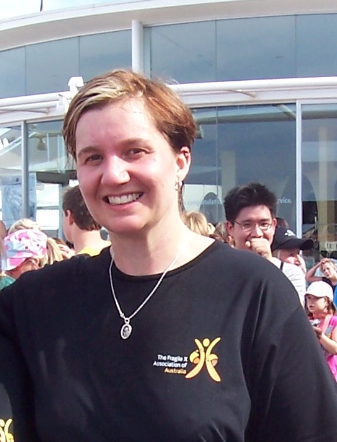 The Fragile X
Association of
Australia